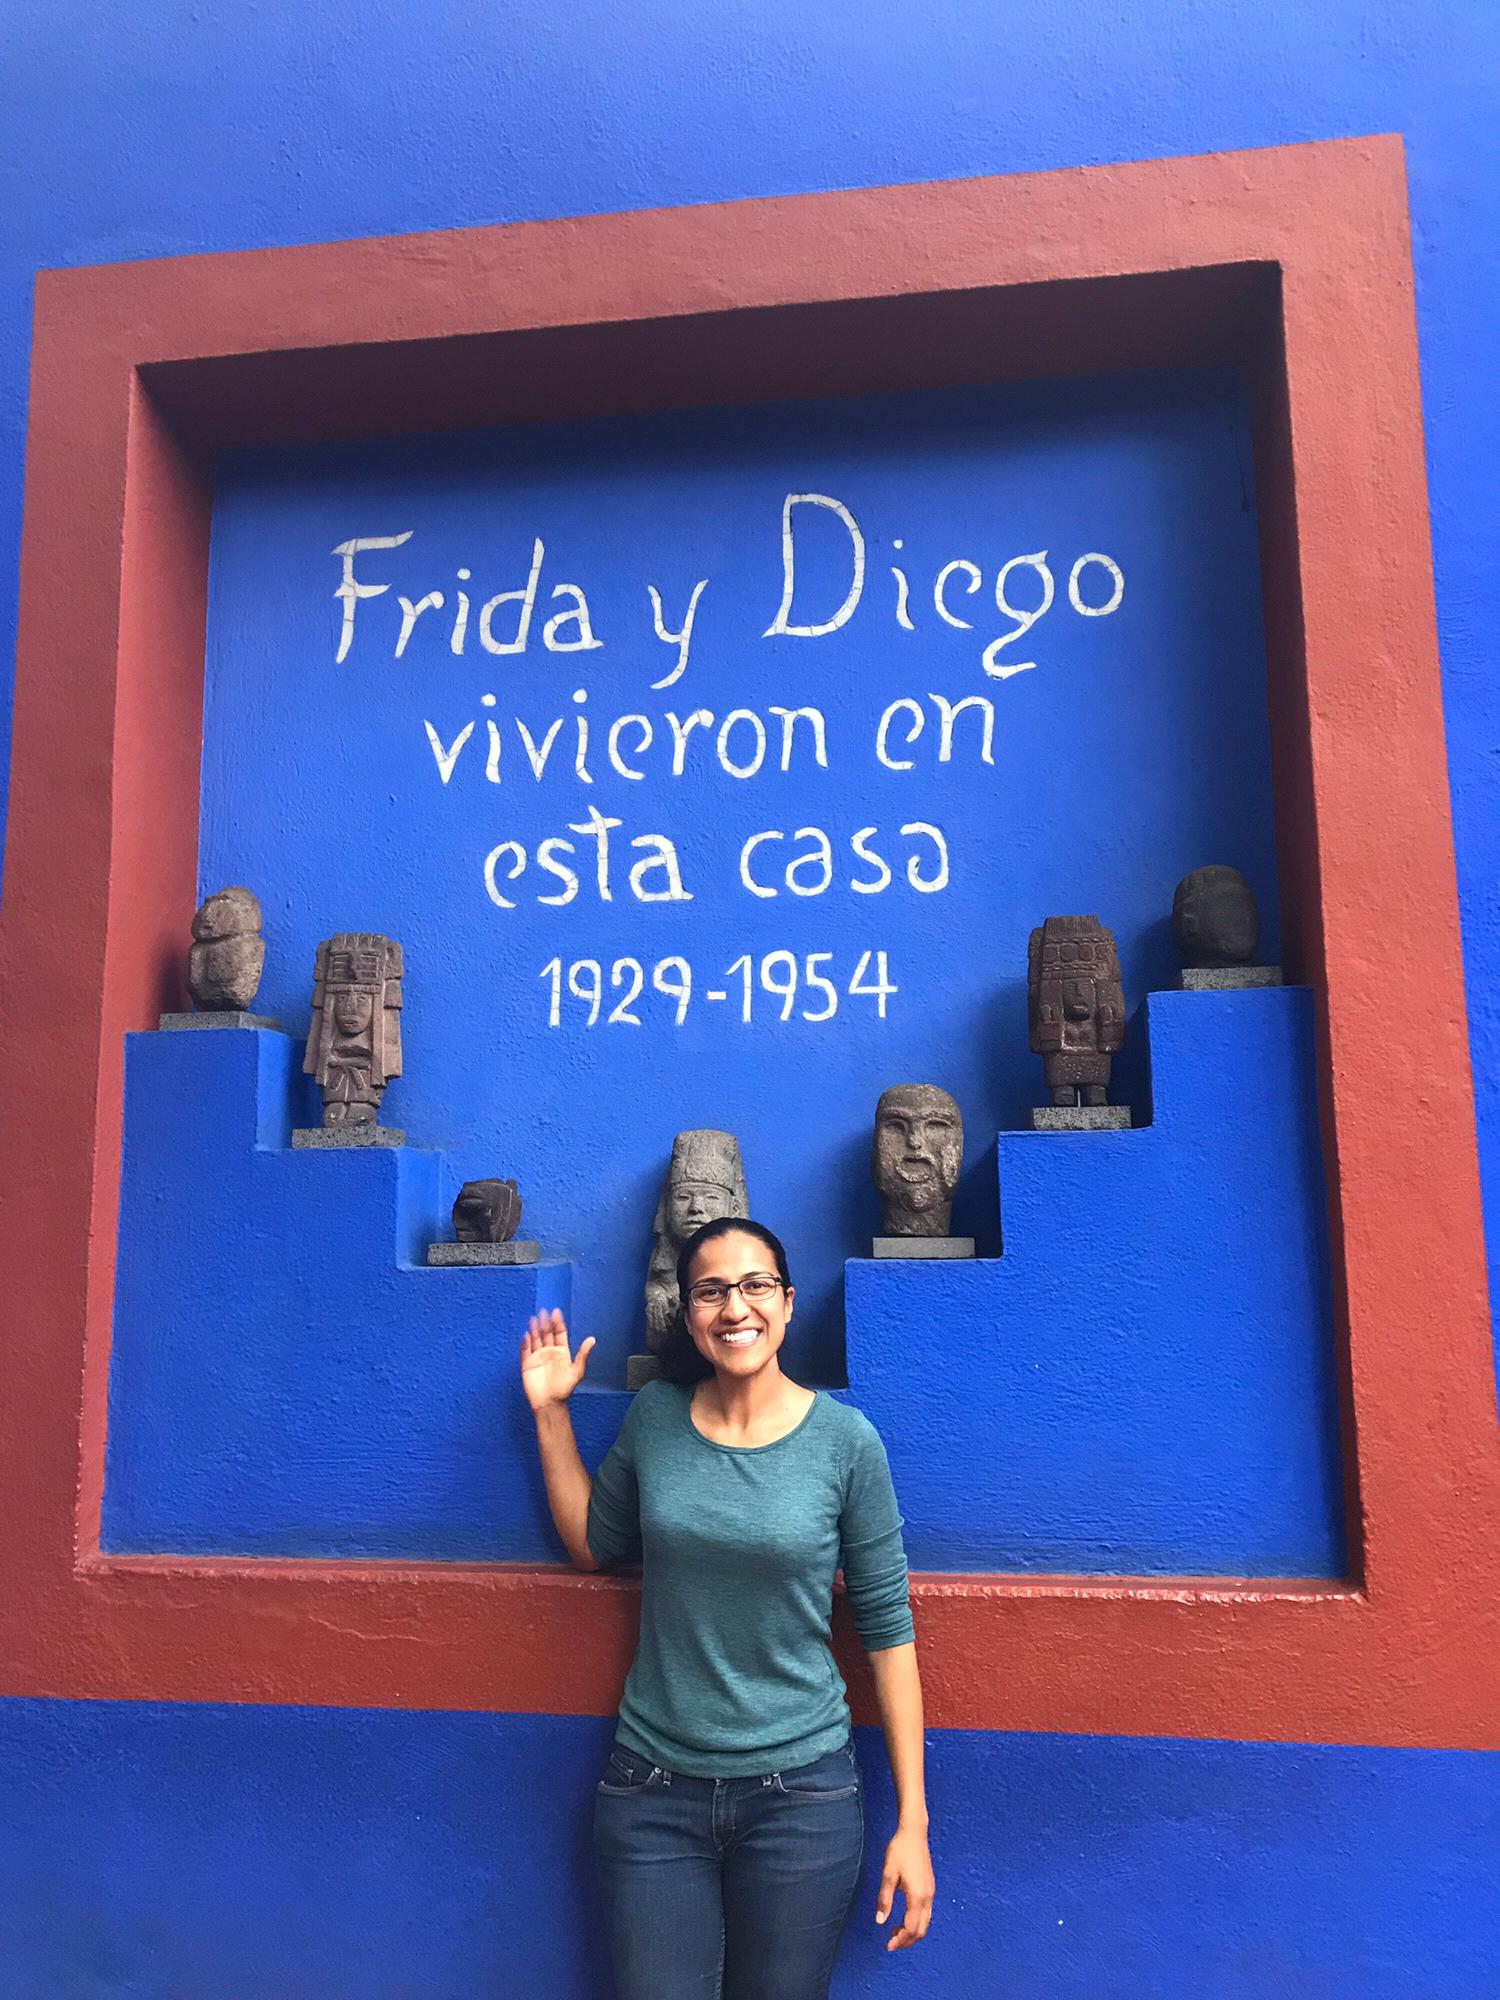 Frida y Diego
vivieron en
esta casa
1929-1954